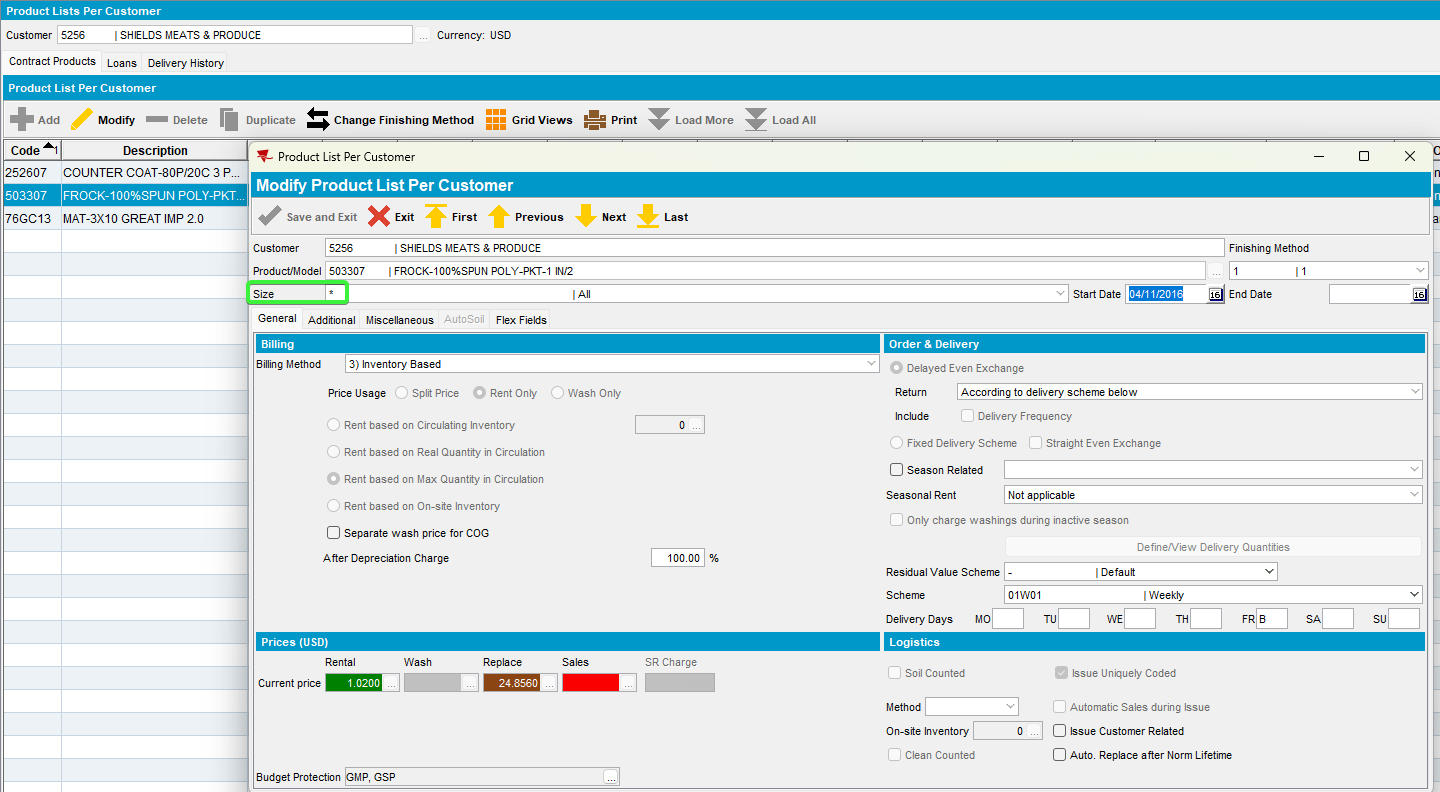 Product Lists Per Customer
Customer 5256 | SHIELDS MEATS & PRODUCE ... Currency: USD
Contract Products Loans Delivery History
Product List Per Customer
Add Modify Delete Duplicate Change Finishing Method Grid Views Print Load More Load All
Code 1 Description
252607 COUNTER COAT-80P/20C 3 P...
503307 FROCK-100%SPUN POLY-PKT...
76GC13 MAT-3X10 GREAT IMP 2.0
Product List Per Customer
Modify Product List Per Customer
Save and Exit Exit First Previous Next Last
Customer 5256 | SHIELDS MEATS & PRODUCE Finishing Method
Product/Model 503307 | FROCK-100%SPUN POLY-PKT-1 IN/2 ... 1 | 1
Size * | All Start Date 04/11/2016 16 End Date 16
General Additional Miscellaneous AutoSoil Flex Fields
Billing Order & Delivery
Billing Method 3) Inventory Based Delayed Even Exchange
Return According to delivery scheme below
Price Usage Split Price Rent Only Wash Only
Include Delivery Frequency
Rent based on Circulating Inventory 0 ...
Fixed Delivery Scheme Straight Even Exchange
Rent based on Real Quantity in Circulation
Season Related
Rent based on Max Quantity in Circulation
Seasonal Rent Not applicable
Rent based on On-site Inventory
Only charge washings during inactive season
Separate wash price for COG
Define/View Delivery Quantities
After Depreciation Charge 100.00 %
Residual Value Scheme - | Default
Scheme 01W01 | Weekly
Delivery Days MO TU WE TH FR B SA SU
Prices (USD) Logistics
Rental Wash Replace Sales SR Charge
Soil Counted Issue Uniquely Coded
Current price 1.0200 ... ... 24.8560 ... ...
Method Automatic Sales during Issue
On-site Inventory 0 ... Issue Customer Related
Clean Counted Auto. Replace after Norm Lifetime
Budget Protection GMP, GSP ...